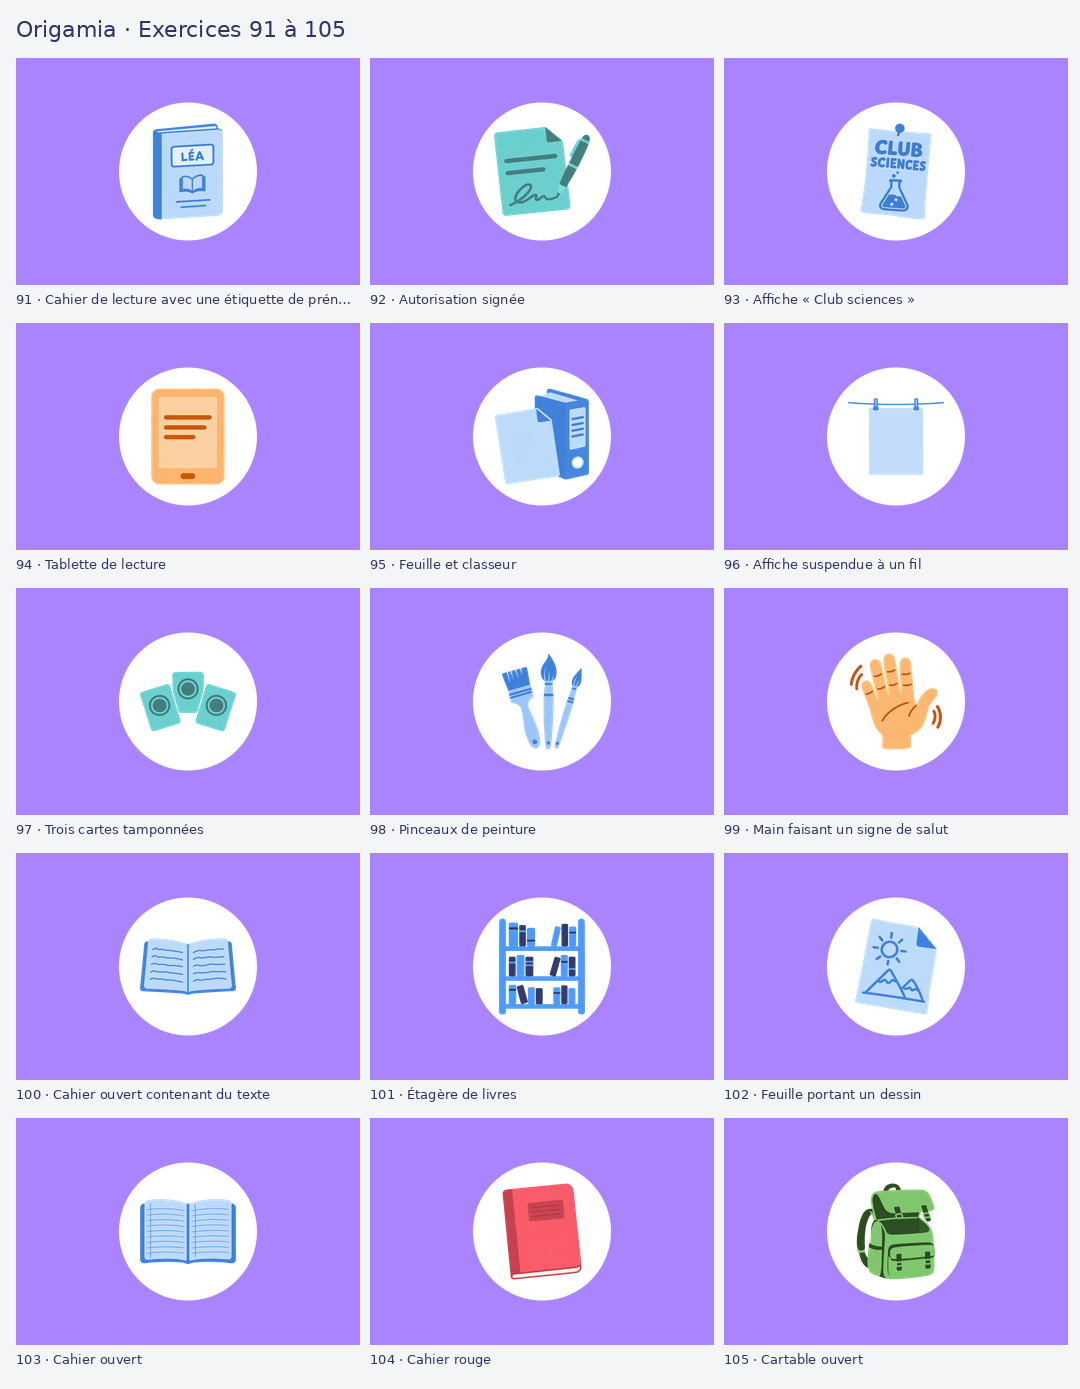 Origamia · Exercices 91 à 105
LÉA
CLUB
SCIENCES
91 · Cahier de lecture avec une étiquette de prén…
92 · Autorisation signée
93 · Affiche « Club sciences »
94 · Tablette de lecture
95 · Feuille et classeur
96 · Affiche suspendue à un fil
97 · Trois cartes tamponnées
98 · Pinceaux de peinture
99 · Main faisant un signe de salut
100 · Cahier ouvert contenant du texte
101 · Étagère de livres
102 · Feuille portant un dessin
103 · Cahier ouvert
104 · Cahier rouge
105 · Cartable ouvert